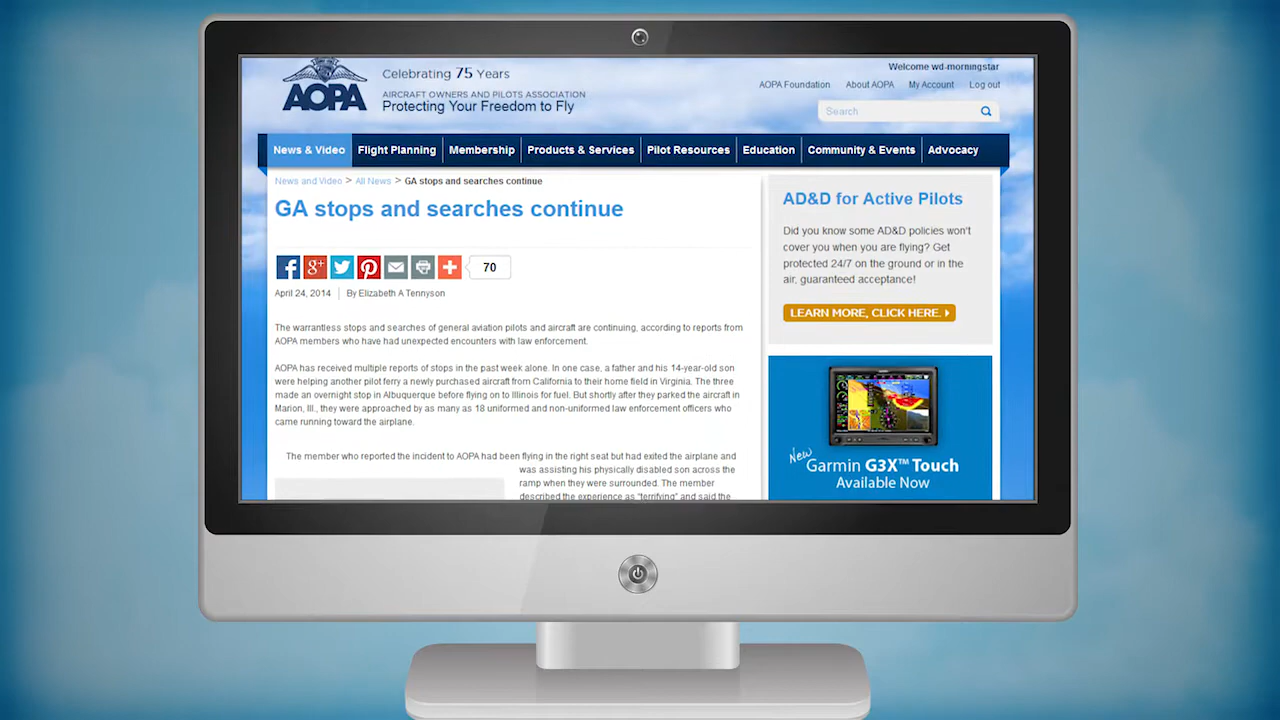 AOPA
Celebrating 75 Years
AIRCRAFT OWNERS AND PILOTS ASSOCIATION
Protecting Your Freedom to Fly
Welcome wd-morningstar
AOPA Foundation About AOPA My Account Log out
Search
News & Video Flight Planning Membership Products & Services Pilot Resources Education Community & Events Advocacy
News and Video > All News > GA stops and searches continue
GA stops and searches continue
70
April 24, 2014 | By Elizabeth A Tennyson
The warrantless stops and searches of general aviation pilots and aircraft are continuing, according to reports from
AOPA members who have had unexpected encounters with law enforcement.
AOPA has received multiple reports of stops in the past week alone. In one case, a father and his 14-year-old son
were helping another pilot ferry a newly purchased aircraft from California to their home field in Virginia. The three
made an overnight stop in Albuquerque before flying on to Illinois for fuel. But shortly after they parked the aircraft in
Marion, Ill., they were approached by as many as 18 uniformed and non-uniformed law enforcement officers who
came running toward the airplane.
The member who reported the incident to AOPA had been flying in the right seat but had exited the airplane and
was assisting his physically disabled son across the
ramp when they were surrounded. The member
described the experience as "terrifying" and said the
AD&D for Active Pilots
Did you know some AD&D policies won't
cover you when you are flying? Get
protected 24/7 on the ground or in the
air, guaranteed acceptance!
LEARN MORE, CLICK HERE.
New
Garmin G3X™ Touch
Available Now